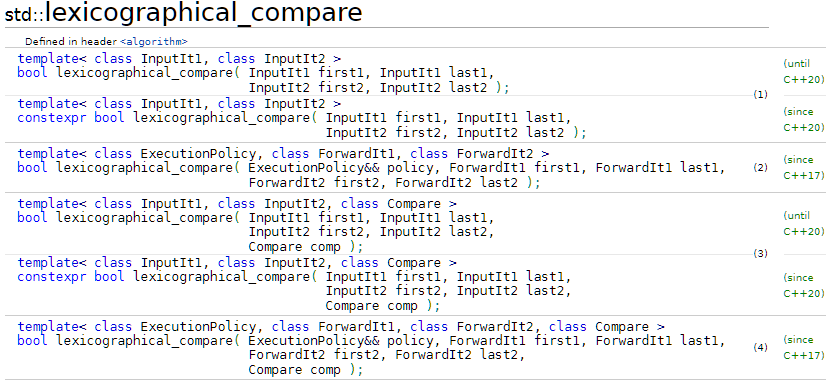 std::lexicographical_compare
Defined in header <algorithm>
template< class InputIt1, class InputIt2 >
bool lexicographical_compare( InputIt1 first1, InputIt1 last1,
InputIt2 first2, InputIt2 last2 );
(until
C++20)
(1)
template< class InputIt1, class InputIt2 >
constexpr bool lexicographical_compare( InputIt1 first1, InputIt1 last1,
InputIt2 first2, InputIt2 last2 );
(since
C++20)
template< class ExecutionPolicy, class ForwardIt1, class ForwardIt2 >
bool lexicographical_compare( ExecutionPolicy&& policy, ForwardIt1 first1, ForwardIt1 last1,
ForwardIt2 first2, ForwardIt2 last2 );
(2)
(since
C++17)
template< class InputIt1, class InputIt2, class Compare >
bool lexicographical_compare( InputIt1 first1, InputIt1 last1,
InputIt2 first2, InputIt2 last2,
Compare comp );
(until
C++20)
(3)
template< class InputIt1, class InputIt2, class Compare >
constexpr bool lexicographical_compare( InputIt1 first1, InputIt1 last1,
InputIt2 first2, InputIt2 last2,
Compare comp );
(since
C++20)
template< class ExecutionPolicy, class ForwardIt1, class ForwardIt2, class Compare >
bool lexicographical_compare( ExecutionPolicy&& policy, ForwardIt1 first1, ForwardIt1 last1,
ForwardIt2 first2, ForwardIt2 last2,
Compare comp );
(4)
(since
C++17)